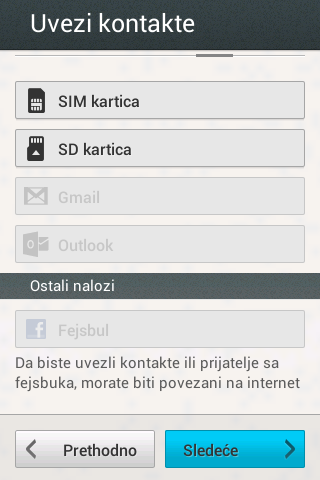 Uvezi kontakte
SIM kartica
SD kartica
Gmail
Outlook
Ostali nalozi
Fejsbul
Da biste uvezli kontakte ili prijatelje sa
fejsbuka, morate biti povezani na internet
Prethodno
Sledeće